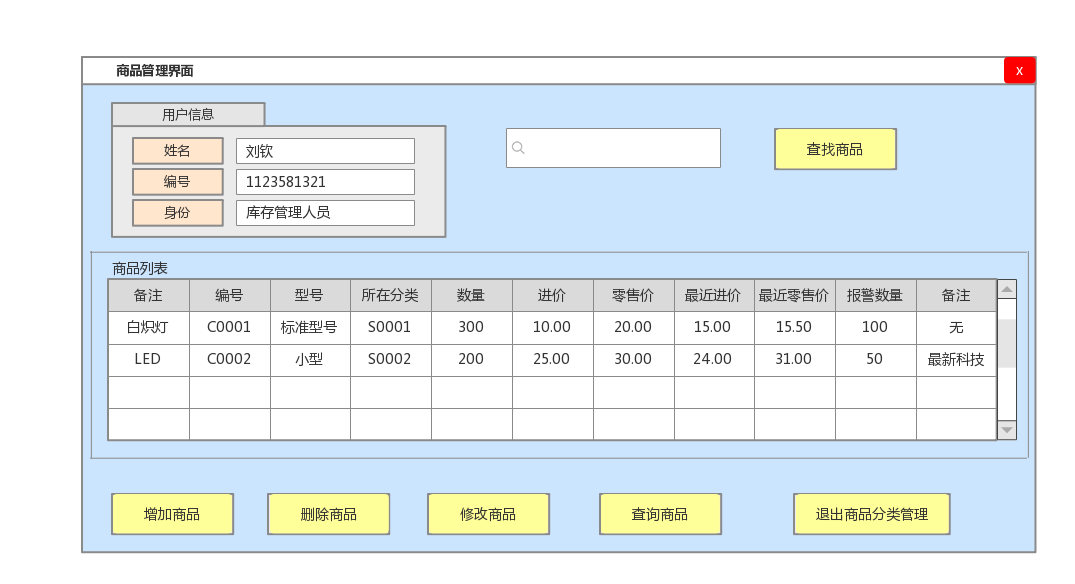 商品管理界面 x
用户信息
姓名 刘钦
编号 1123581321
身份 库存管理人员
查找商品
商品列表
备注 编号 型号 所在分类 数量 进价 零售价 最近进价 最近零售价 报警数量 备注
白炽灯 C0001 标准型号 S0001 300 10.00 20.00 15.00 15.50 100 无
LED C0002 小型 S0002 200 25.00 30.00 24.00 31.00 50 最新科技
增加商品 删除商品 修改商品 查询商品 退出商品分类管理